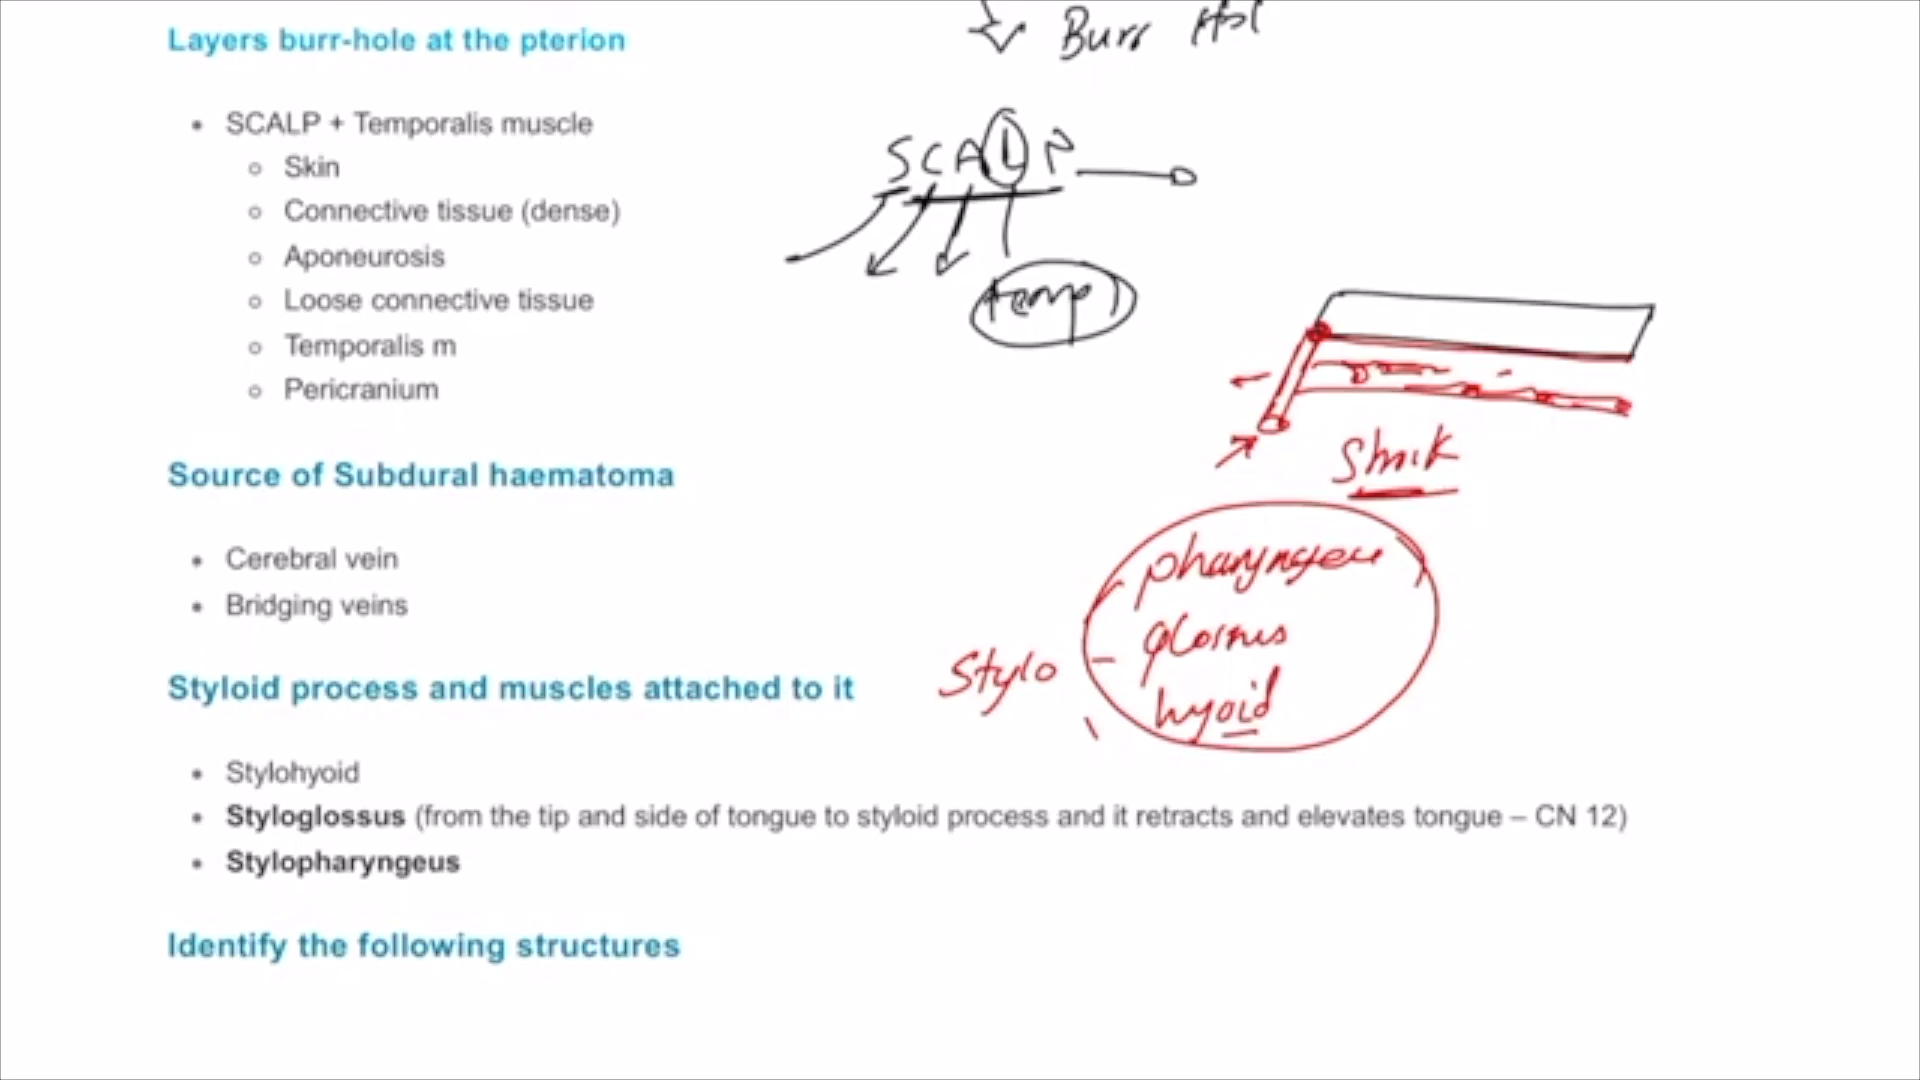 Burr Hol
Layers burr-hole at the pterion
SCALP + Temporalis muscle
SCALP
Skin
Connective tissue (dense)
Aponeurosis
Loose connective tissue
temp
Temporalis m
Pericranium
Source of Subdural haematoma
Cerebral vein
Bridging veins
Stylo
pharyngeu
glossus
hyoid
Styloid process and muscles attached to it
Stylohyoid
Styloglossus (from the tip and side of tongue to styloid process and it retracts and elevates tongue – CN 12)
Stylopharyngeus
Identify the following structures